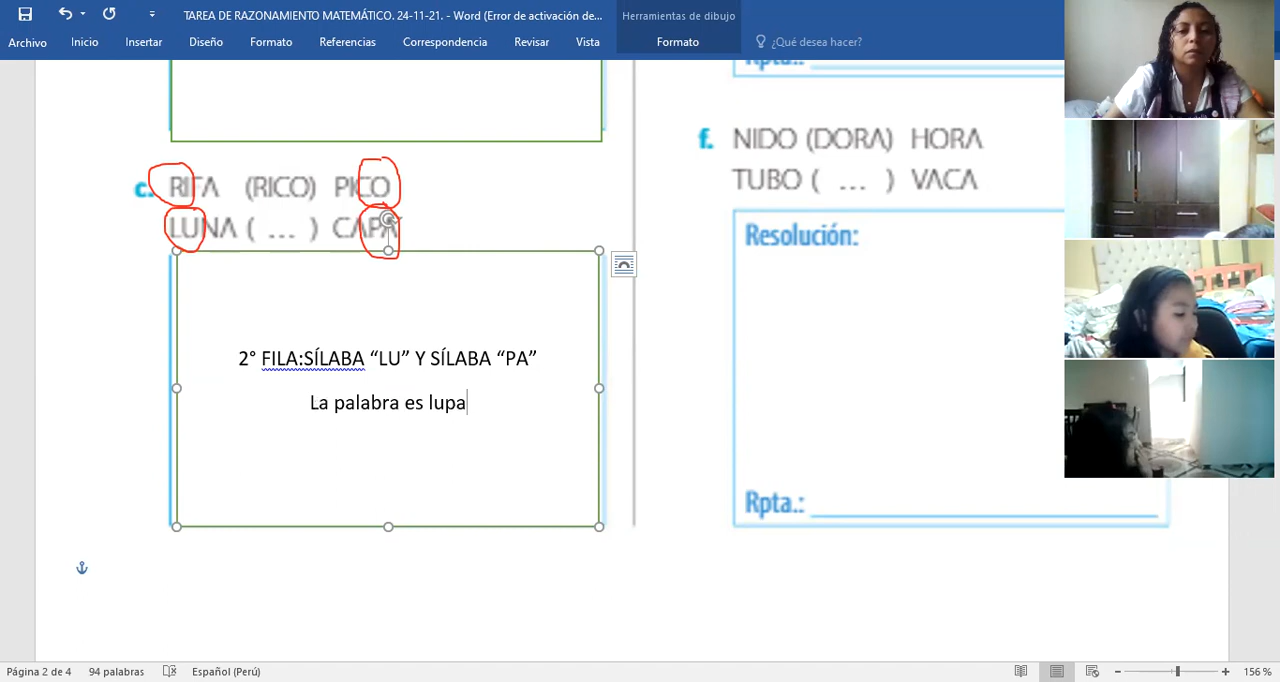 TAREA DE RAZONAMIENTO MATEMÁTICO. 24-11-21. - Word (Error de activación de...
Herramientas de dibujo
Archivo Inicio Insertar Diseño Formato Referencias Correspondencia Revisar Vista Formato ¿Qué desea hacer?
Rpta.:
c. RITA (RICO) PICO
LUNA ( ... ) CAPA
2° FILA:SÍLABA “LU” Y SÍLABA “PA”
La palabra es lupa
f. NIDO (DORA) HORA
TUBO ( ... ) VACA
Resolución:
Rpta.:
Página 2 de 4 94 palabras Español (Perú) 156 %